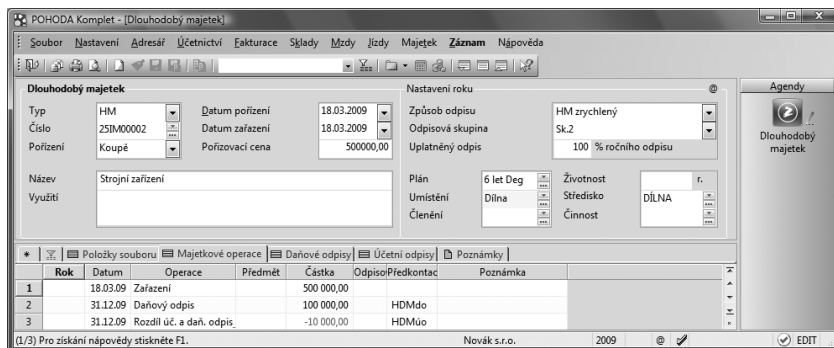 POHODA Komplet - [Dlouhodobý majetek]
Soubor Nastavení Adresář Účetnictví Fakturace Sklady Mzdy Jízdy Majetek Záznam Nápověda
Dlouhodobý majetek Nastavení roku @ Agendy
Typ HM Datum pořízení 18.03.2009 Způsob odpisu HM zrychlený
Číslo 25IM00002 Datum zařazení 18.03.2009 Odpisová skupina Sk.2
Pořízení Koupě Pořizovací cena 500000,00 Uplatněný odpis 100 % ročního odpisu
Dlouhodobý
majetek
Název Strojní zařízení Plán 6 let Deg Životnost r.
Využití Umístění Dílna Středisko DÍLNA
Členění Činnost
* Položky souboru Majetkové operace Daňové odpisy Účetní odpisy Poznámky
Rok Datum Operace Předmět Částka Odpiso Předkontac Poznámka
1 18.03.09 Zařazení 500 000,00
2 31.12.09 Daňový odpis 100 000,00 HDMdo
3 31.12.09 Rozdíl úč. a daň. odpis_ -10 000,00 HDMúo
(1/3) Pro získání nápovědy stiskněte F1. Novák s.r.o. 2009 @ EDIT